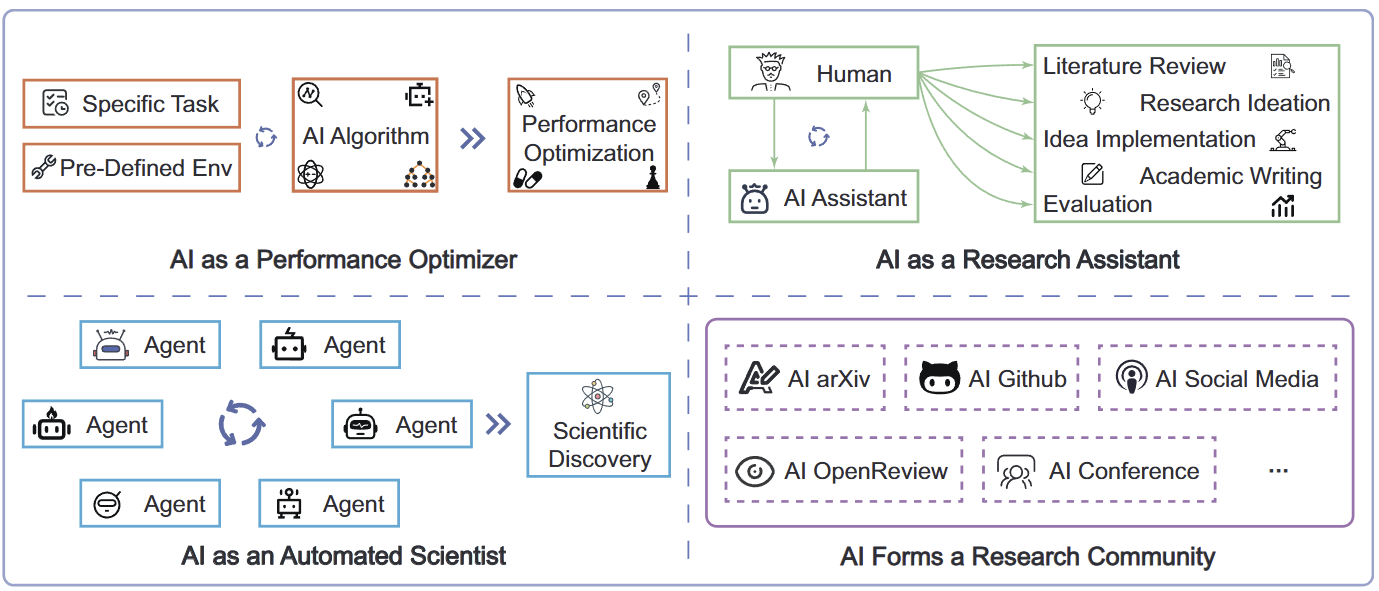 Specific Task
Pre-Defined Env
AI Algorithm
Performance
Optimization
AI as a Performance Optimizer
Human
AI Assistant
Literature Review
Research Ideation
Idea Implementation
Academic Writing
Evaluation
AI as a Research Assistant
Agent
Agent
Agent
Agent
Agent
Agent
Scientific
Discovery
AI as an Automated Scientist
AI arXiv
AI Github
AI Social Media
AI OpenReview
AI Conference
...
AI Forms a Research Community